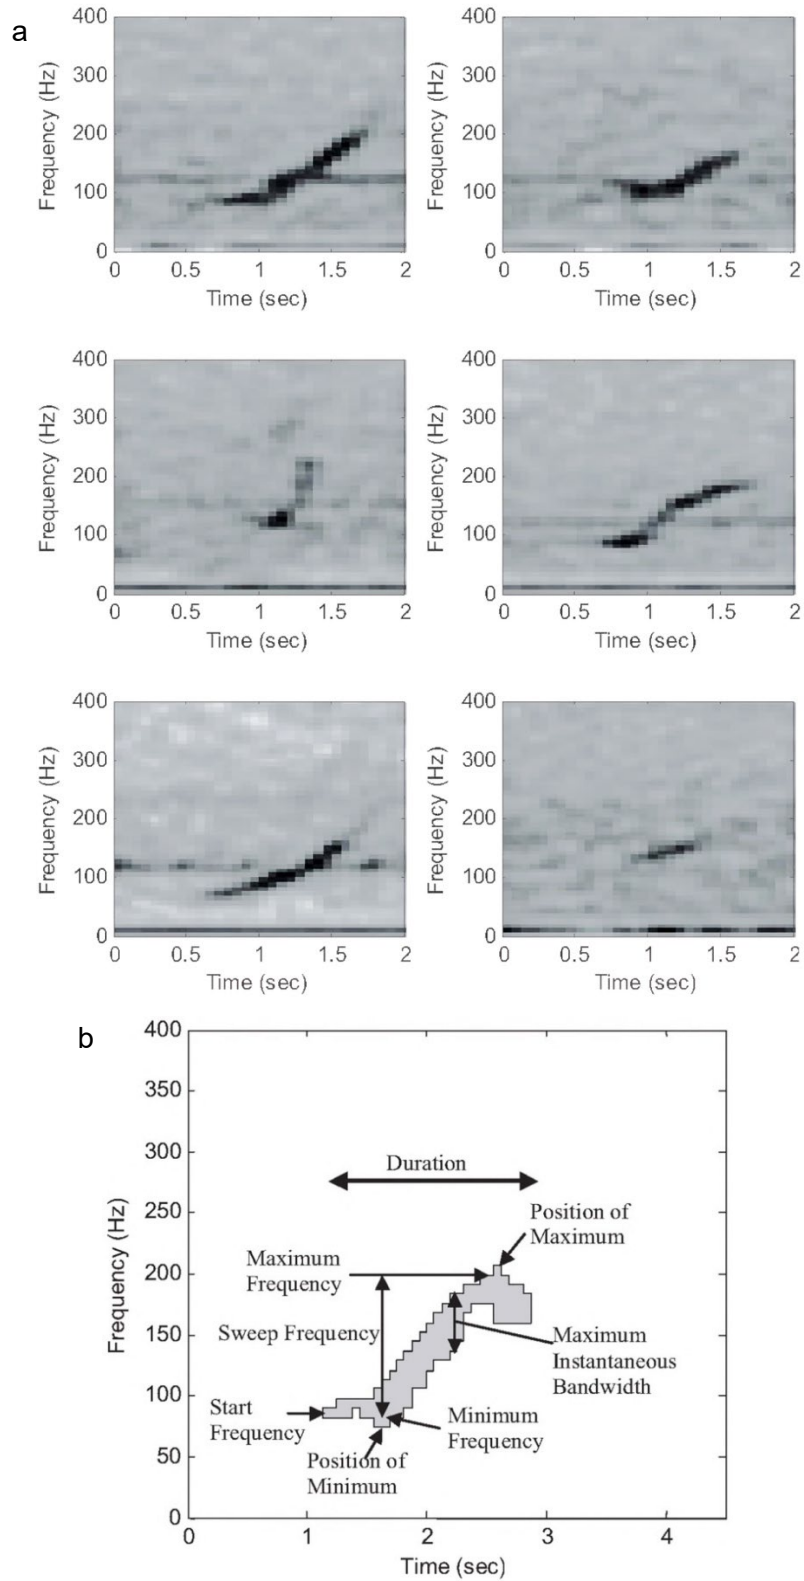 a
400
300
200
100
0
Frequency (Hz)
0 0.5 1 1.5 2
Time (sec)
400
300
200
100
0
Frequency (Hz)
0 0.5 1 1.5 2
Time (sec)
400
300
200
100
0
Frequency (Hz)
0 0.5 1 1.5 2
Time (sec)
400
300
200
100
0
Frequency (Hz)
0 0.5 1 1.5 2
Time (sec)
400
300
200
100
0
Frequency (Hz)
0 0.5 1 1.5 2
Time (sec)
400
300
200
100
0
Frequency (Hz)
0 0.5 1 1.5 2
Time (sec)
b
400
350
300
250
200
150
100
50
0
Frequency (Hz)
Duration
Position of
Maximum
Maximum
Frequency
Sweep Frequency
Maximum
Instantaneous
Bandwidth
Start
Frequency
Minimum
Frequency
Position of
Minimum
0 1 2 3 4
Time (sec)